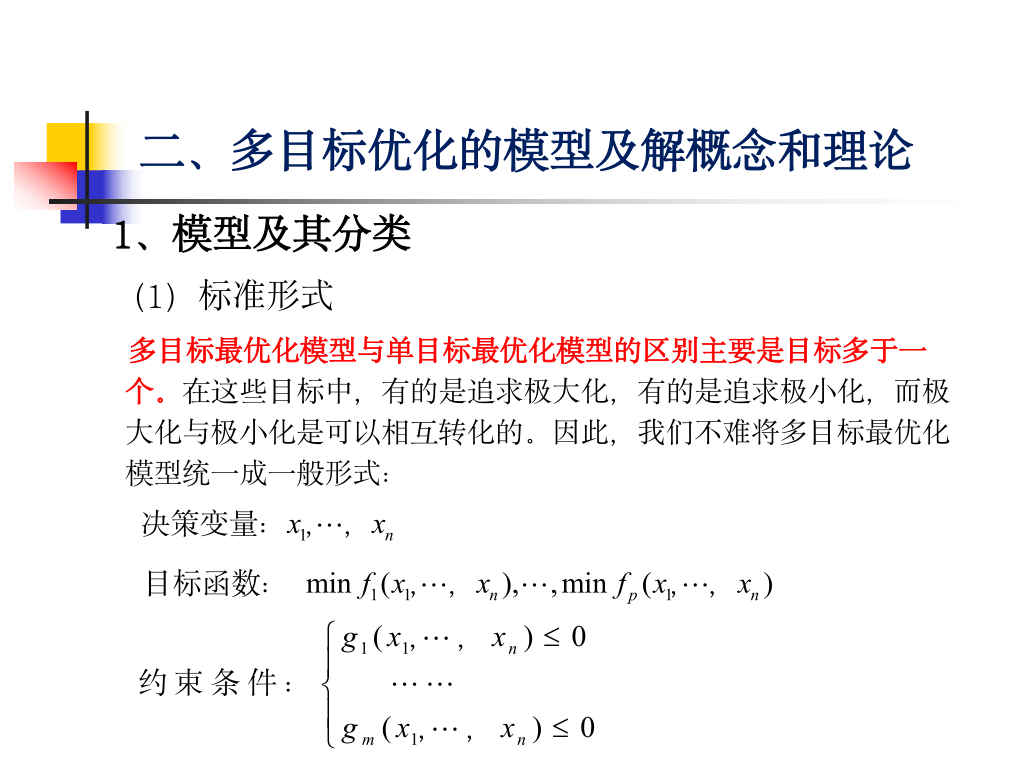 二、多目标优化的模型及解概念和理论
1、模型及其分类
(1) 标准形式
多目标最优化模型与单目标最优化模型的区别主要是目标多于一
个。在这些目标中，有的是追求极大化，有的是追求极小化，而极
大化与极小化是可以相互转化的。因此，我们不难将多目标最优化
模型统一成一般形式：
决策变量：x₁,⋯, xₙ
目标函数： min f₁(x₁,⋯, xₙ),⋯,min fₚ(x₁,⋯, xₙ)
g₁(x₁,⋯, xₙ) ≤ 0
约束条件：{ ⋯⋯
gₘ(x₁,⋯, xₙ) ≤ 0